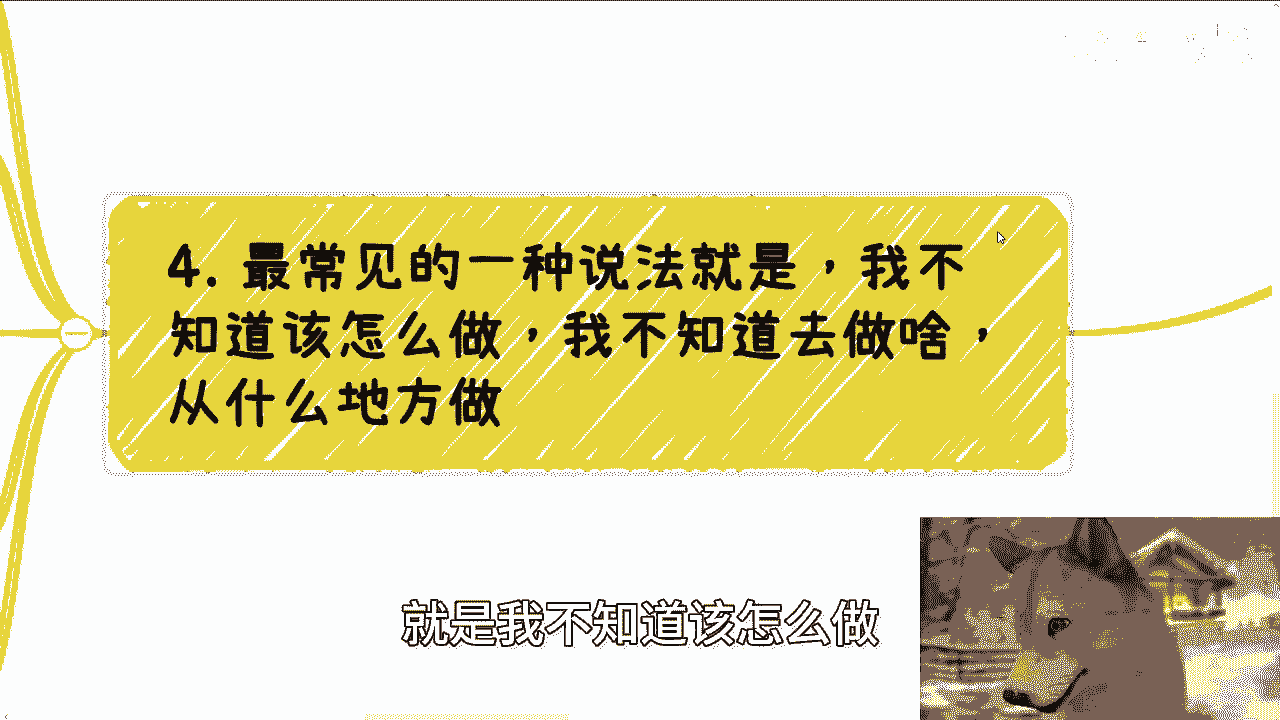 4. 最常见的一种说法就是，我不
知道该怎么做，我不知道去做啥，
从什么地方做
就是我不知道该怎么做